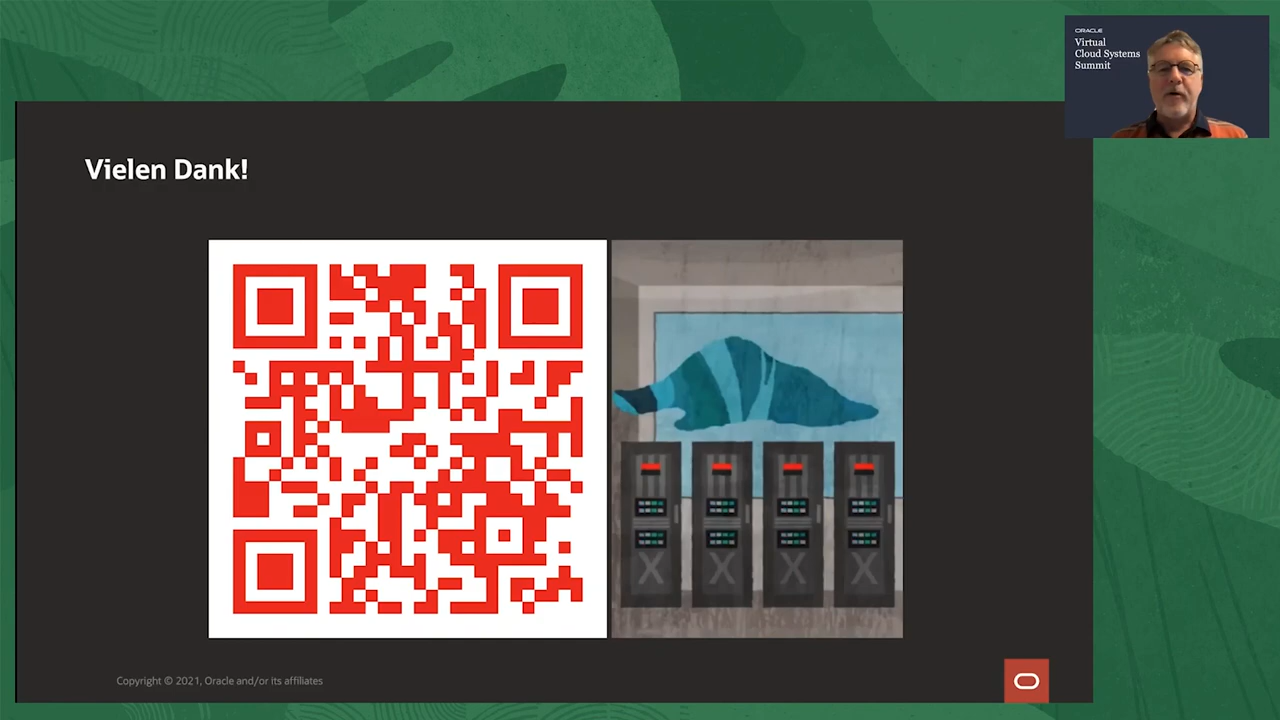 ORACLE
Virtual
Cloud Systems
Summit
Vielen Dank!
X X X X
Copyright © 2021, Oracle and/or its affiliates